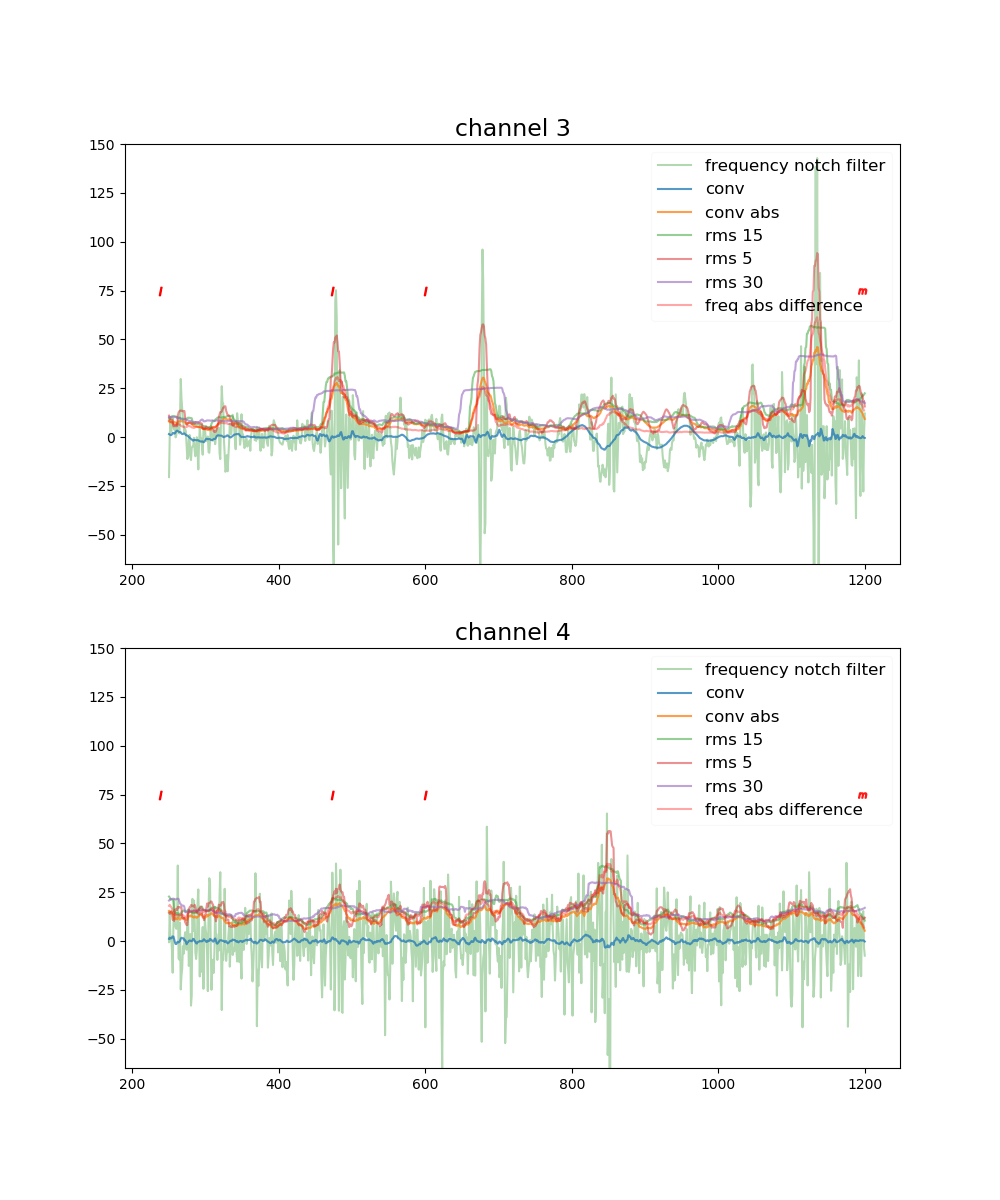 channel 3
150
125
100
75
50
25
0
−25
−50
frequency notch filter
conv
conv abs
rms 15
rms 5
rms 30
freq abs difference
l l l m
200 400 600 800 1000 1200
channel 4
150
125
100
75
50
25
0
−25
−50
frequency notch filter
conv
conv abs
rms 15
rms 5
rms 30
freq abs difference
l l l m
200 400 600 800 1000 1200